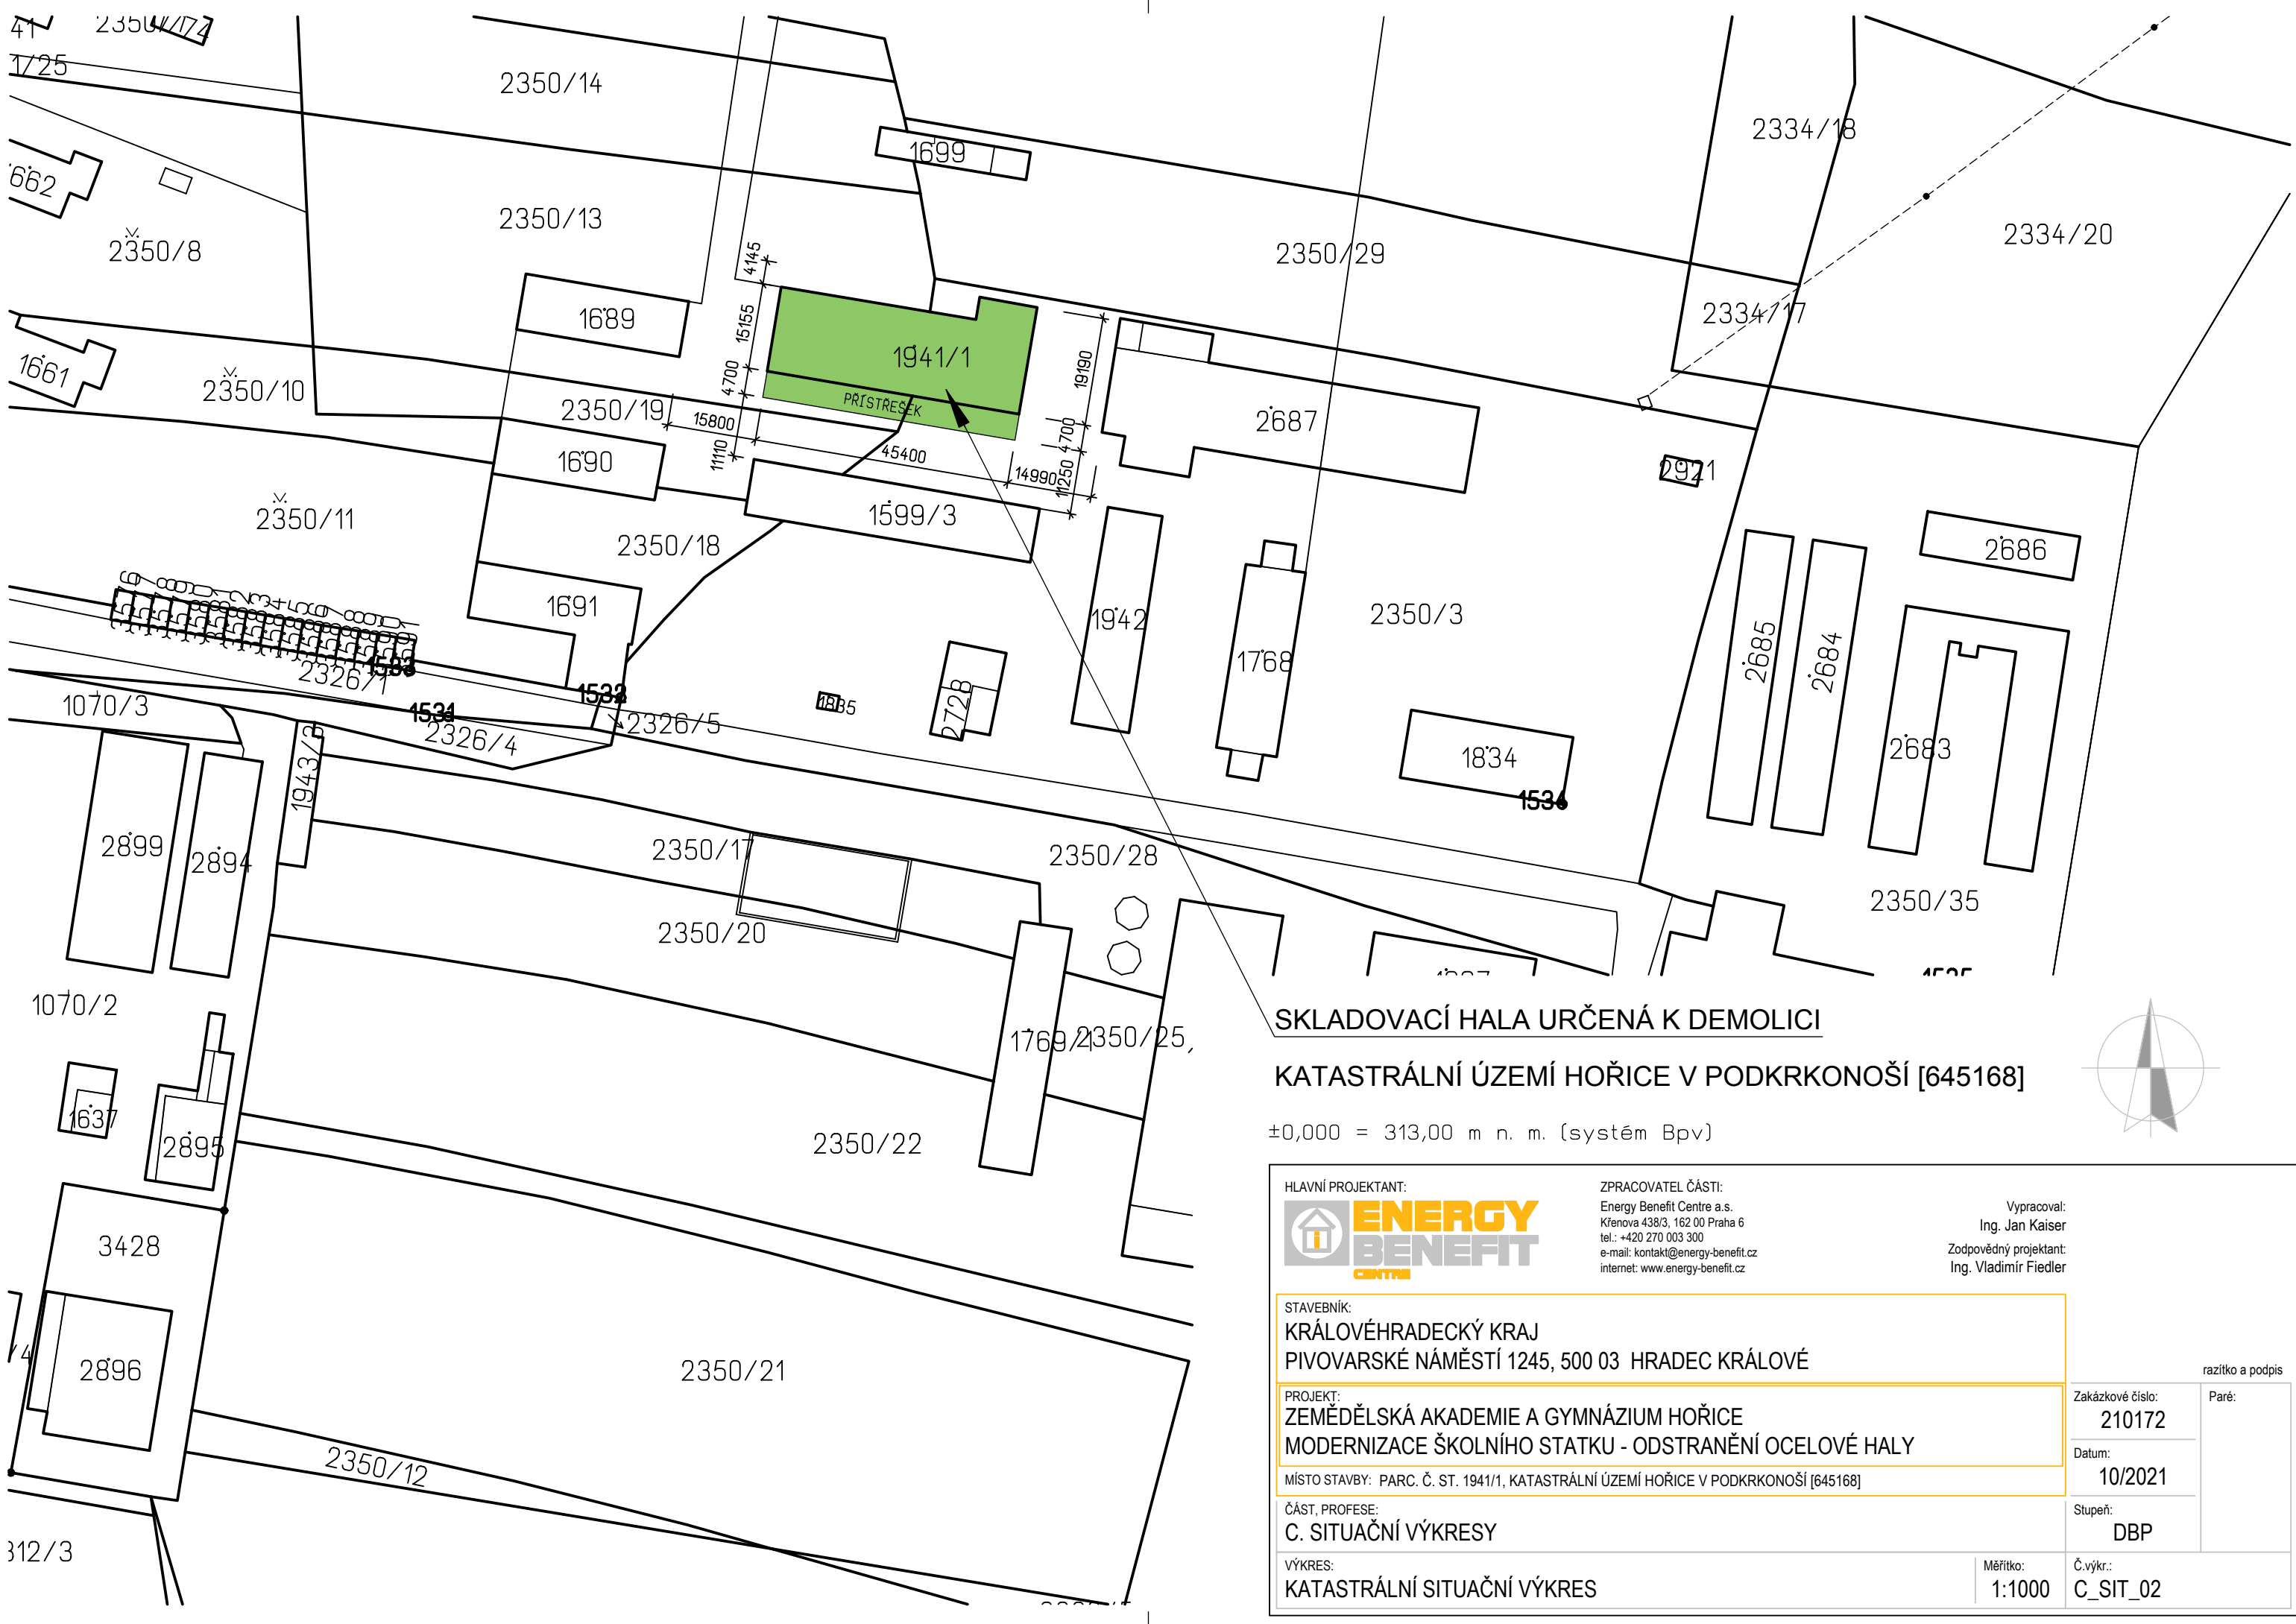 2350/14
1699
2334/18
2350/13
2350/8
2350/29
2334/20
4145
15155
4700
11110
1689
1941/1
PŘÍSTŘEŠEK
19190
4700
11250
2334/17
1661
2350/10
2350/19
15800
45400
14990
2687
2921
1690
2350/11
1599/3
2350/18
2686
1691
1942
2350/3
1768
2685
2684
2326/1
1533
1532
1531
1070/3
2326/4
2326/5
1835
2728
1834
1534
2683
1943/2
2899
2894
2350/17
2350/28
2350/35
2350/20
1070/2
1769/1
2350/25
1637
2895
2350/22
3428
2896
2350/21
2350/12
SKLADOVACÍ HALA URČENÁ K DEMOLICI
KATASTRÁLNÍ ÚZEMÍ HOŘICE V PODKRKONOŠÍ [645168]
±0,000 = 313,00 m n. m. (systém Bpv)
HLAVNÍ PROJEKTANT:
ENERGY
BENEFIT
CENTRE
ZPRACOVATEL ČÁSTI:
Energy Benefit Centre a.s.
Křenova 438/3, 162 00 Praha 6
tel.: +420 270 003 300
e-mail: kontakt@energy-benefit.cz
internet: www.energy-benefit.cz
Vypracoval:
Ing. Jan Kaiser
Zodpovědný projektant:
Ing. Vladimír Fiedler
STAVEBNÍK:
KRÁLOVÉHRADECKÝ KRAJ
PIVOVARSKÉ NÁMĚSTÍ 1245, 500 03 HRADEC KRÁLOVÉ
razítko a podpis
PROJEKT:
ZEMĚDĚLSKÁ AKADEMIE A GYMNÁZIUM HOŘICE
MODERNIZACE ŠKOLNÍHO STATKU - ODSTRANĚNÍ OCELOVÉ HALY
MÍSTO STAVBY: PARC. Č. ST. 1941/1, KATASTRÁLNÍ ÚZEMÍ HOŘICE V PODKRKONOŠÍ [645168]
Zakázkové číslo:
210172
Paré:
Datum:
10/2021
ČÁST, PROFESE:
C. SITUAČNÍ VÝKRESY
Stupeň:
DBP
VÝKRES:
KATASTRÁLNÍ SITUAČNÍ VÝKRES
Měřítko:
1:1000
Č.výkr.:
C_SIT_02